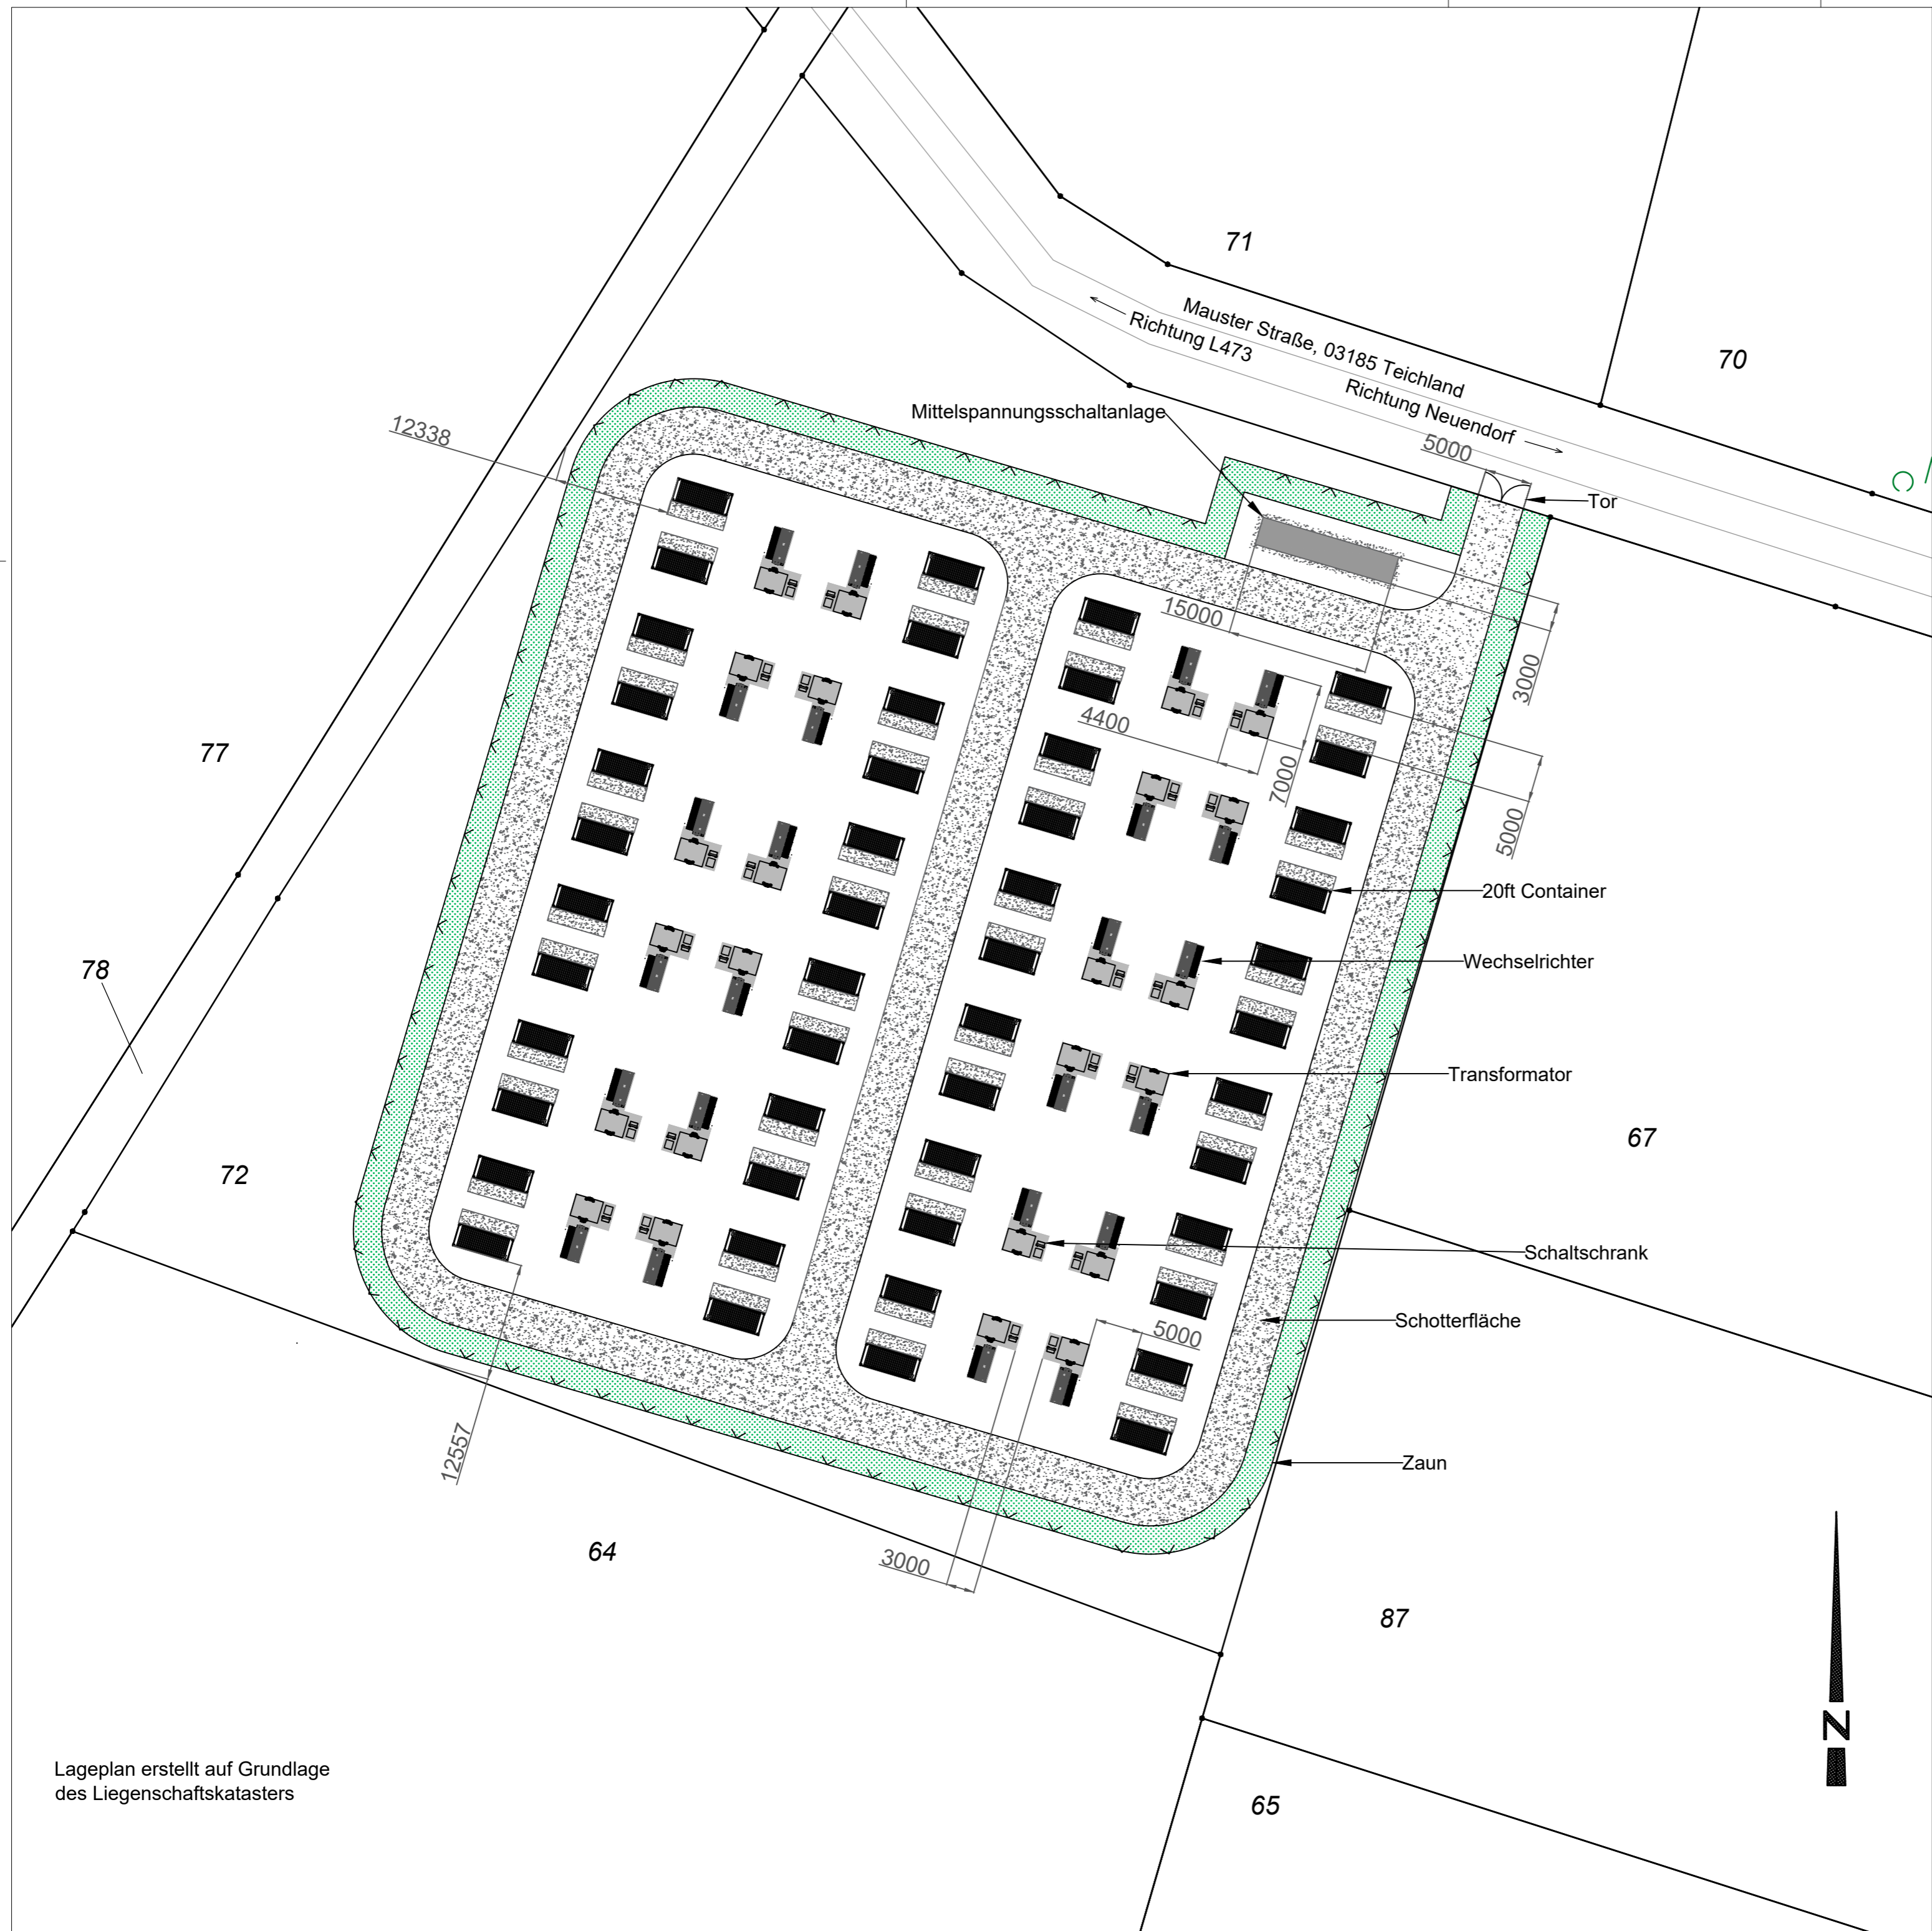 71
Mauster Straße, 03185 Teichland
Richtung L473
70
Richtung Neuendorf
Mittelspannungsschaltanlage
12338
5000
Tor
15000
3000
4400
77
7000
5000
20ft Container
Wechselrichter
78
Transformator
67
72
Schaltschrank
Schotterfläche
5000
12557
Zaun
64
3000
87
N
Lageplan erstellt auf Grundlage
des Liegenschaftskatasters
65